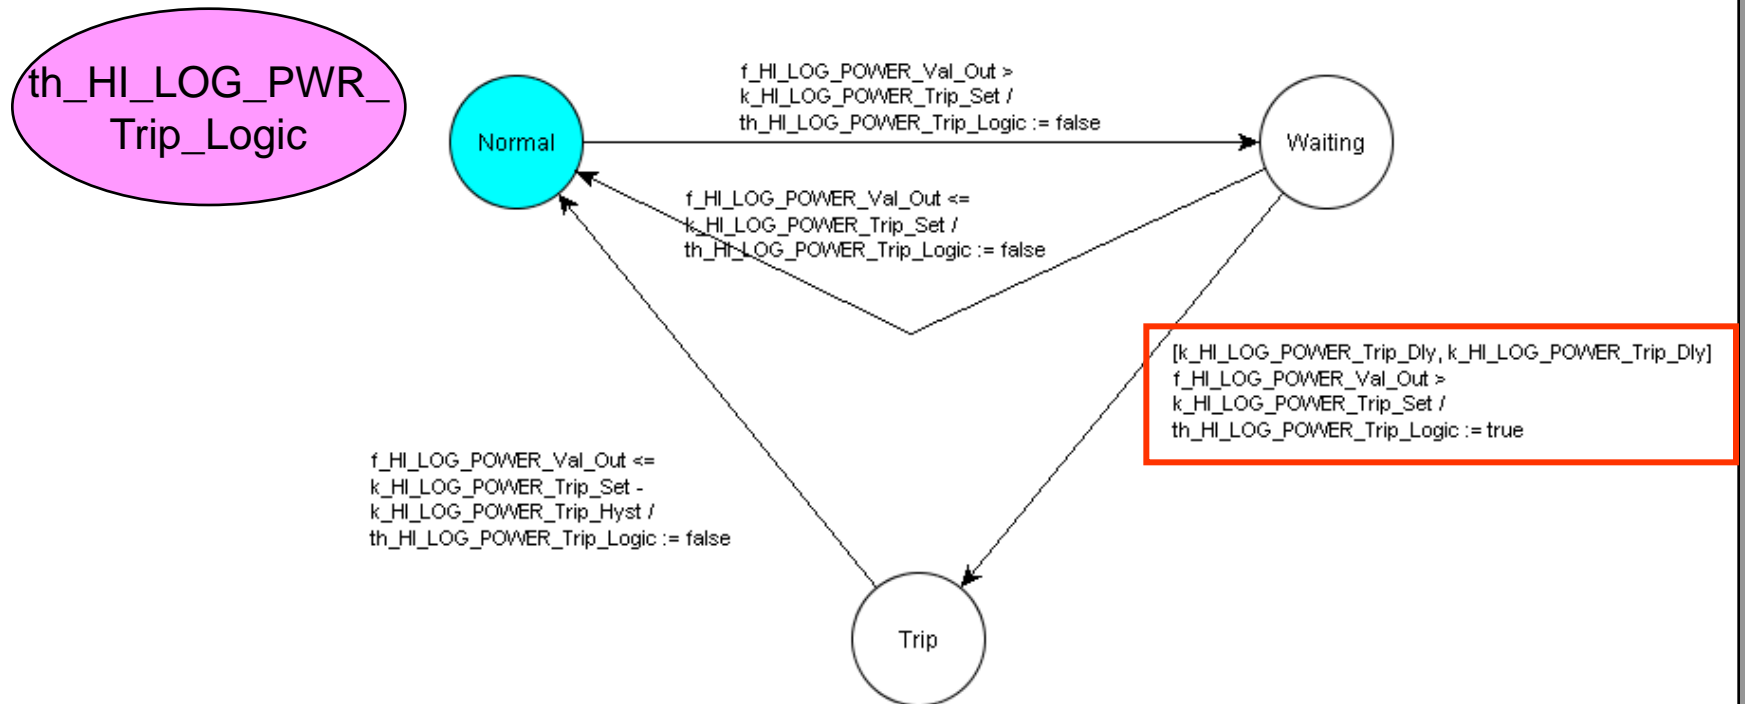 th_HI_LOG_PWR_
Trip_Logic
f_HI_LOG_POWER_Val_Out >
k_HI_LOG_POWER_Trip_Set /
th_HI_LOG_POWER_Trip_Logic := false
Normal
Waiting
f_HI_LOG_POWER_Val_Out <=
k_HI_LOG_POWER_Trip_Set /
th_HI_LOG_POWER_Trip_Logic := false
[k_HI_LOG_POWER_Trip_Dly, k_HI_LOG_POWER_Trip_Dly]
f_HI_LOG_POWER_Val_Out >
k_HI_LOG_POWER_Trip_Set /
th_HI_LOG_POWER_Trip_Logic := true
f_HI_LOG_POWER_Val_Out <=
k_HI_LOG_POWER_Trip_Set -
k_HI_LOG_POWER_Trip_Hyst /
th_HI_LOG_POWER_Trip_Logic := false
Trip